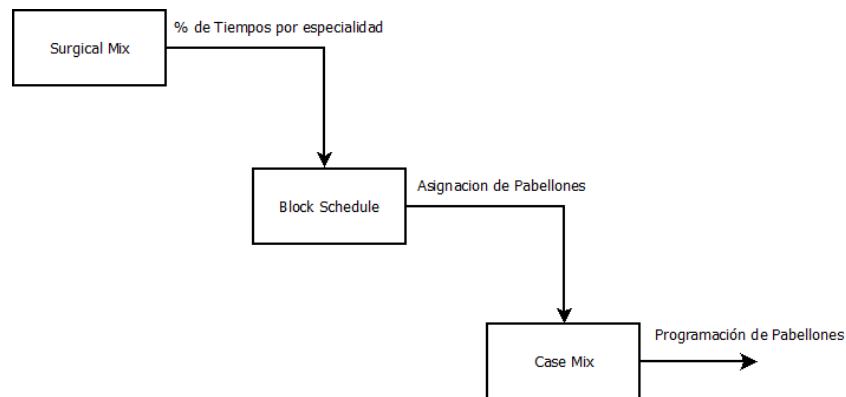 % de Tiempos por especialidad
Surgical Mix
Asignacion de Pabellones
Block Schedule
Programación de Pabellones
Case Mix